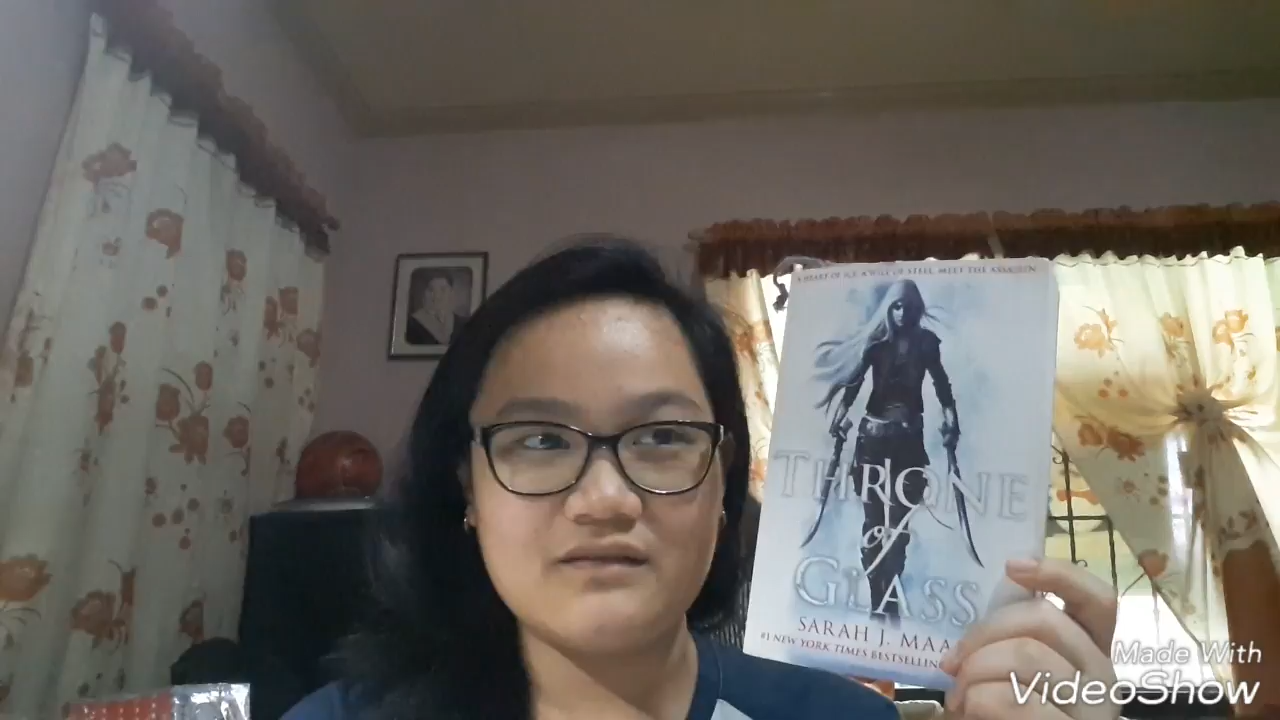 A HEART OF ICE. A WILL OF STEEL. MEET THE ASSASSIN
THRONE
of
GLASS
SARAH J. MAA
#1 NEW YORK TIMES BESTSELLING
Made With
VideoShow